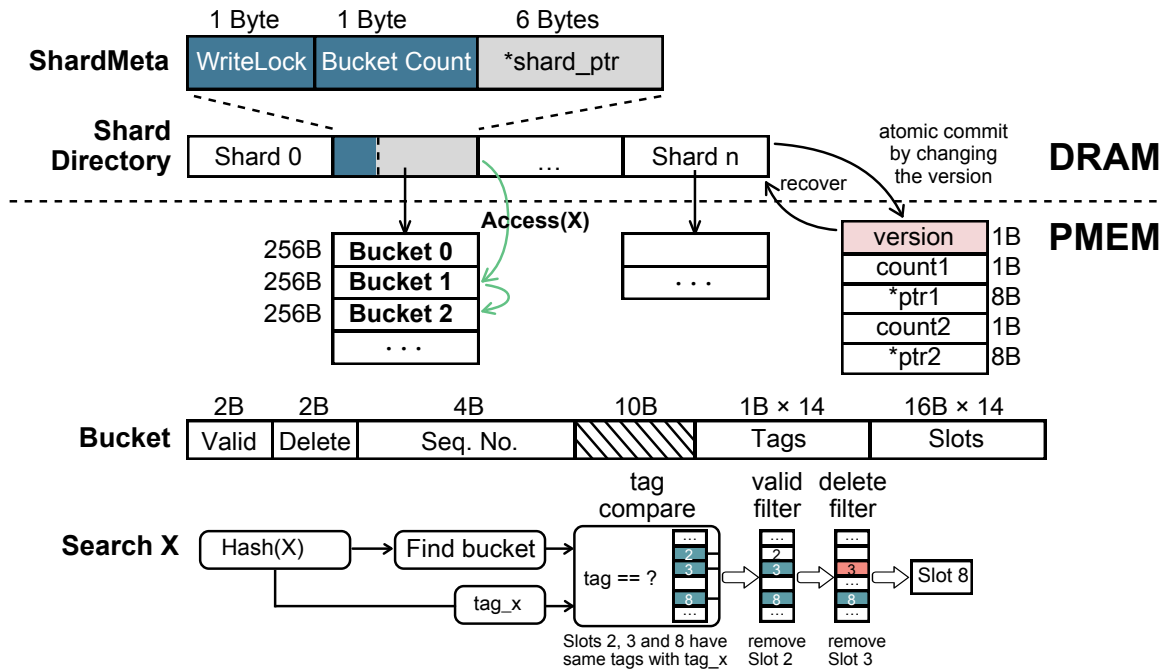 1 Byte 1 Byte 6 Bytes
ShardMeta WriteLock Bucket Count *shard_ptr
Shard
Directory
Shard 0 ... Shard n
atomic commit
by changing
the version
DRAM
recover
Access(X)
PMEM
256B Bucket 0
256B Bucket 1
256B Bucket 2
. . .
. . .
version 1B
count1 1B
*ptr1 8B
count2 1B
*ptr2 8B
2B 2B 4B 10B 1B × 14 16B × 14
Bucket Valid Delete Seq. No. Tags Slots
tag
compare
valid
filter
delete
filter
Search X Hash(X) Find bucket
tag_x
tag == ?
2
3
8
...
...
2
3
8
...
...
3
...
8
...
Slot 8
Slots 2, 3 and 8 have
same tags with tag_x
remove
Slot 2
remove
Slot 3